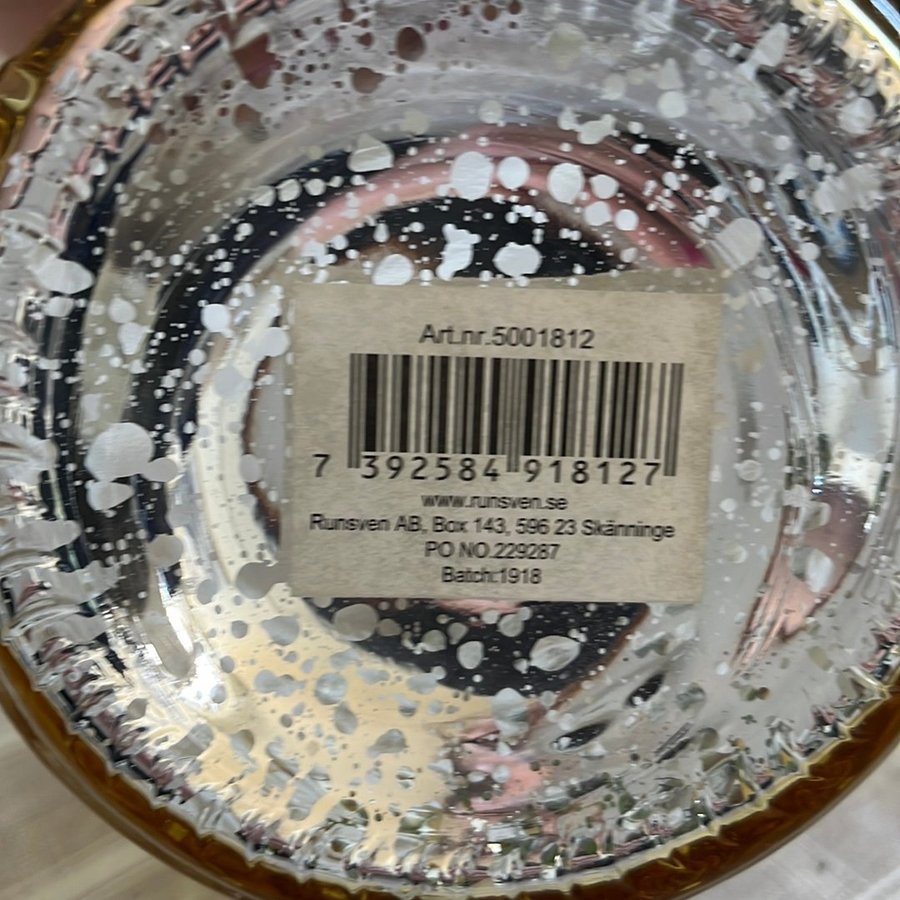 Art.nr.5001812
7 392584 918127
www.runsven.se
Runsven AB, Box 143, 596 23 Skänninge
PO NO.229287
Batch:1918